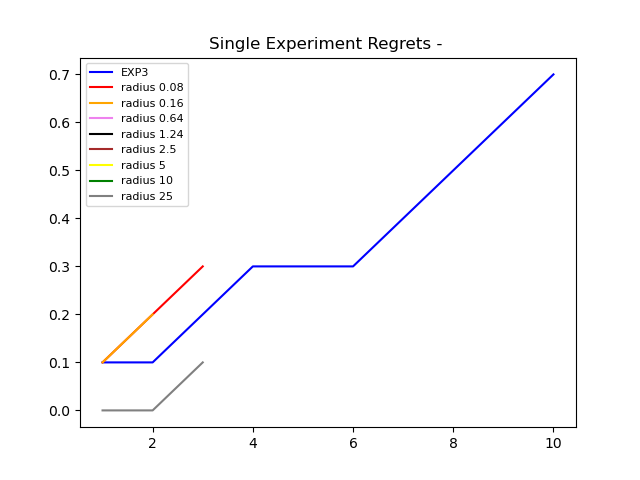 Single Experiment Regrets -
EXP3
radius 0.08
radius 0.16
radius 0.64
radius 1.24
radius 2.5
radius 5
radius 10
radius 25
0.7
0.6
0.5
0.4
0.3
0.2
0.1
0.0
2 4 6 8 10